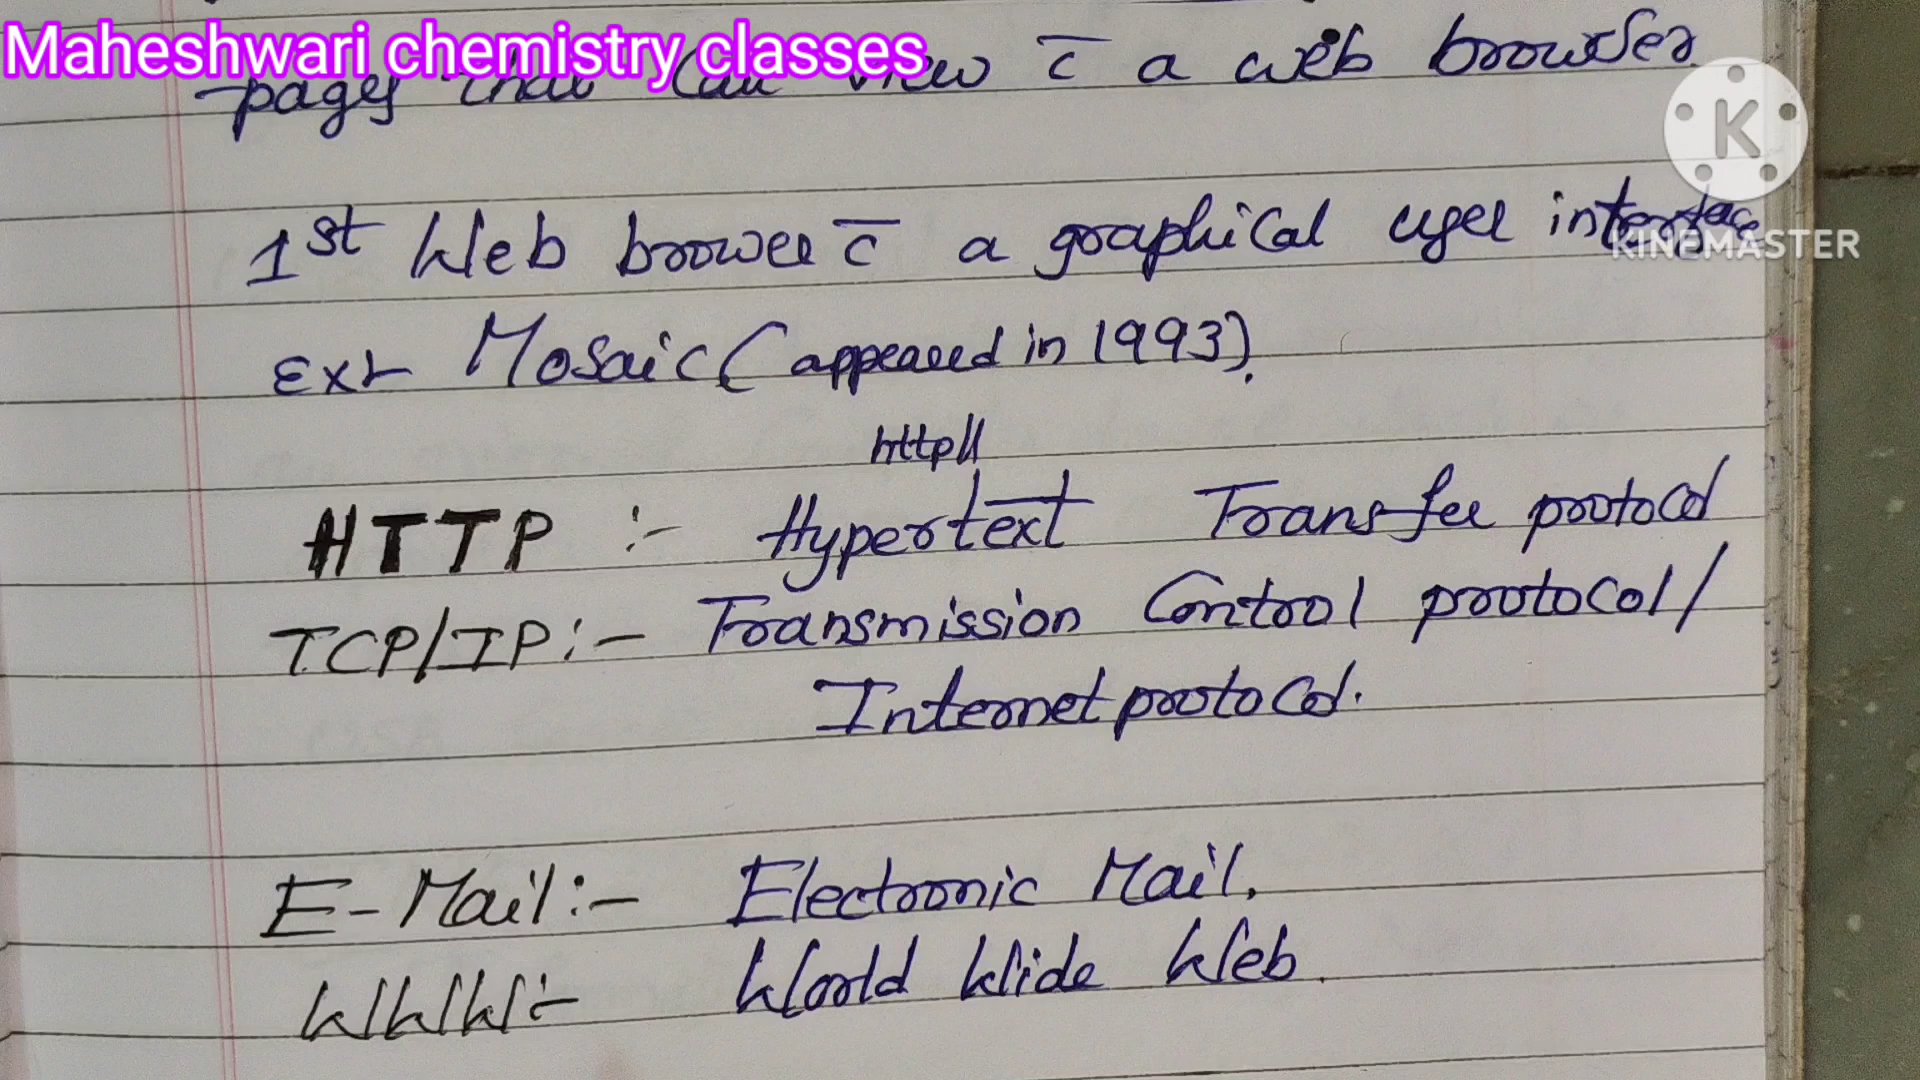 Maheshwari chemistry classes
pages that can view c̄ a web browser.
1st Web brower c̄ a graphical user interface
Ex:- Mosaic (appeared in 1993).
http//
HTTP :- Hypertext Transfer protocol
TCP/IP :- Transmission Control protocol/
Internet protocol.
E-Mail :- Electronic Mail.
WWW :- World Wide Web.
K
KINEMASTER